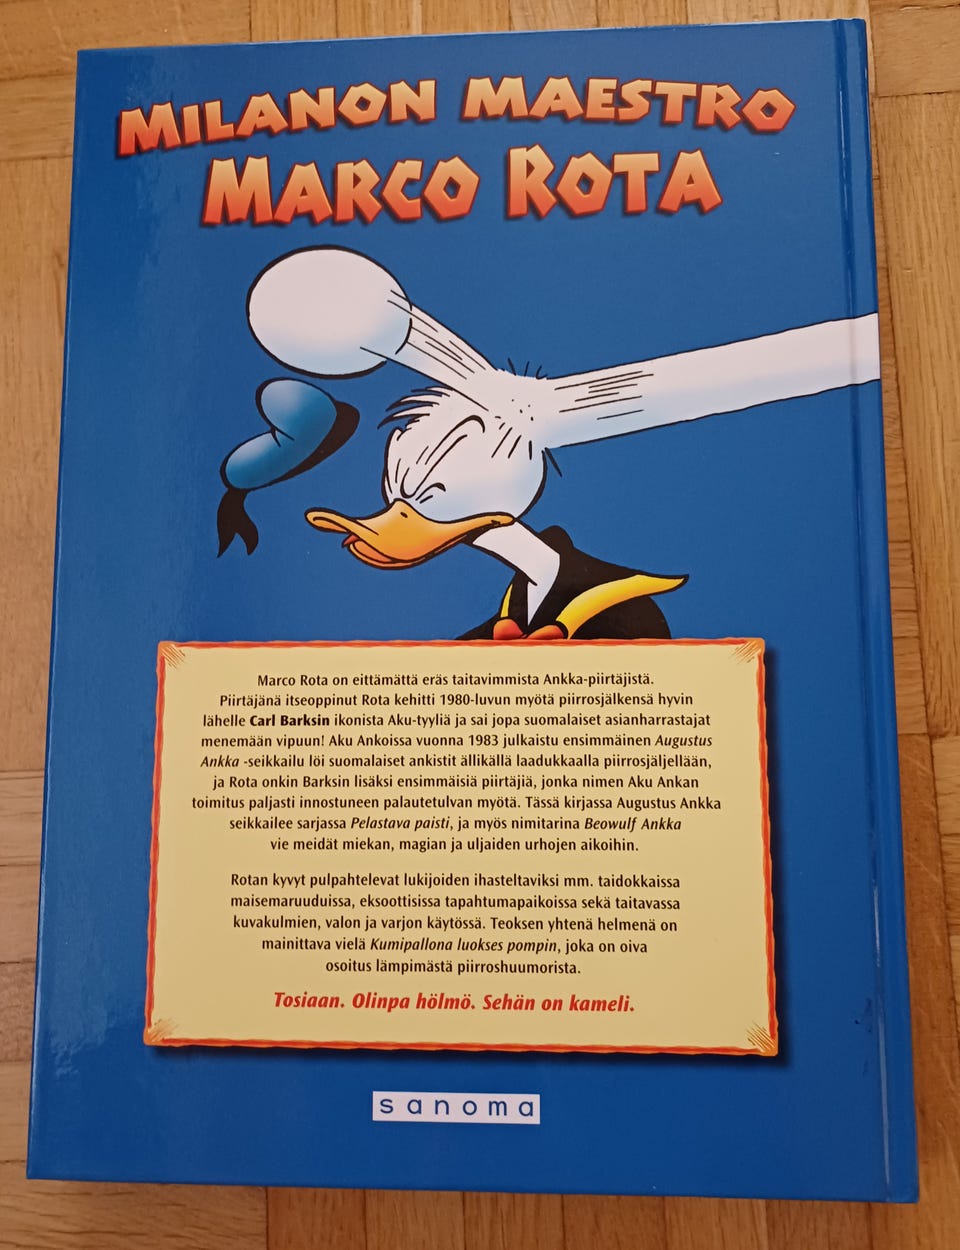 MILANON MAESTRO
MARCO ROTA
Marco Rota on eittämättä eräs taitavimmista Ankka-piirtäjistä.
Piirtäjänä itseoppinut Rota kehitti 1980-luvun myötä piirrosjälkensä hyvin
lähelle Carl Barksin ikonista Aku-tyyliä ja sai jopa suomalaiset asianharrastajat
menemään vipuun! Aku Ankoissa vuonna 1983 julkaistu ensimmäinen Augustus
Ankka -seikkailu löi suomalaiset ankistit ällikällä laadukkaalla piirrosjäljellään,
ja Rota onkin Barksin lisäksi ensimmäisiä piirtäjiä, jonka nimen Aku Ankan
toimitus paljasti innostuneen palautetulvan myötä. Tässä kirjassa Augustus Ankka
seikkailee sarjassa Pelastava paisti, ja myös nimitarina Beowulf Ankka
vie meidät miekan, magian ja uljaiden urhojen aikoihin.
Rotan kyvyt pulpahtelevat lukijoiden ihasteltaviksi mm. taidokkaissa
maisemaruuduissa, eksoottisissa tapahtumapaikoissa sekä taitavassa
kuvakulmien, valon ja varjon käytössä. Teoksen yhtenä helmenä on
mainittava vielä Kumipallona luokses pompin, joka on oiva
osoitus lämpimästä piirroshuumorista.
Tosiaan. Olinpa hölmö. Sehän on kameli.
sanoma